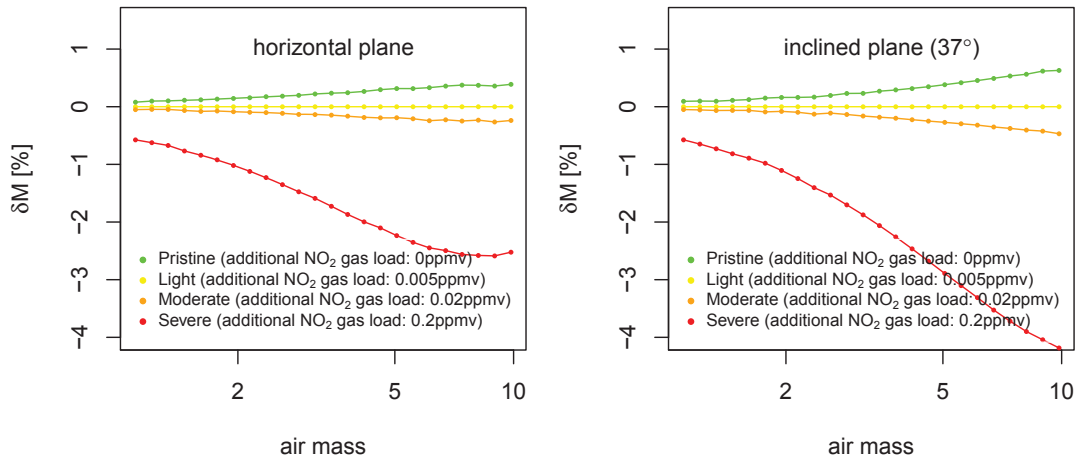 horizontal plane
δM [%]
1
0
−1
−2
−3
−4
Pristine (additional NO₂ gas load: 0ppmv)
Light (additional NO₂ gas load: 0.005ppmv)
Moderate (additional NO₂ gas load: 0.02ppmv)
Severe (additional NO₂ gas load: 0.2ppmv)
2 5 10
air mass
inclined plane (37°)
δM [%]
1
0
−1
−2
−3
−4
Pristine (additional NO₂ gas load: 0ppmv)
Light (additional NO₂ gas load: 0.005ppmv)
Moderate (additional NO₂ gas load: 0.02ppmv)
Severe (additional NO₂ gas load: 0.2ppmv)
2 5 10
air mass